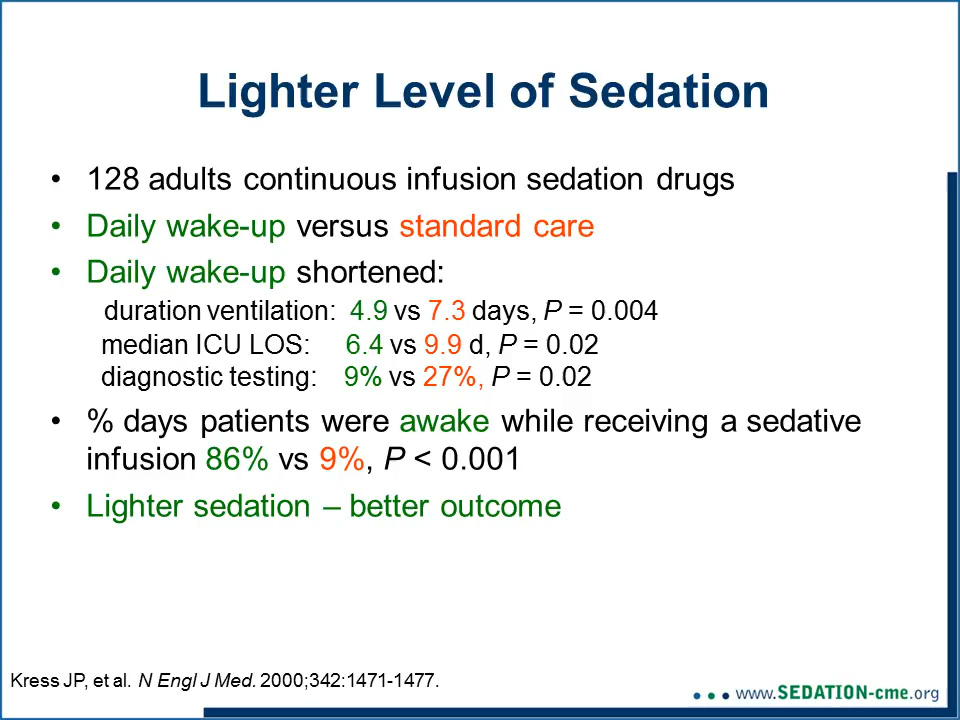 Lighter Level of Sedation
• 128 adults continuous infusion sedation drugs
• Daily wake-up versus standard care
• Daily wake-up shortened:
duration ventilation: 4.9 vs 7.3 days, P = 0.004
median ICU LOS: 6.4 vs 9.9 d, P = 0.02
diagnostic testing: 9% vs 27%, P = 0.02
• % days patients were awake while receiving a sedative
infusion 86% vs 9%, P < 0.001
• Lighter sedation – better outcome
Kress JP, et al. N Engl J Med. 2000;342:1471-1477.
www.SEDATION-cme.org